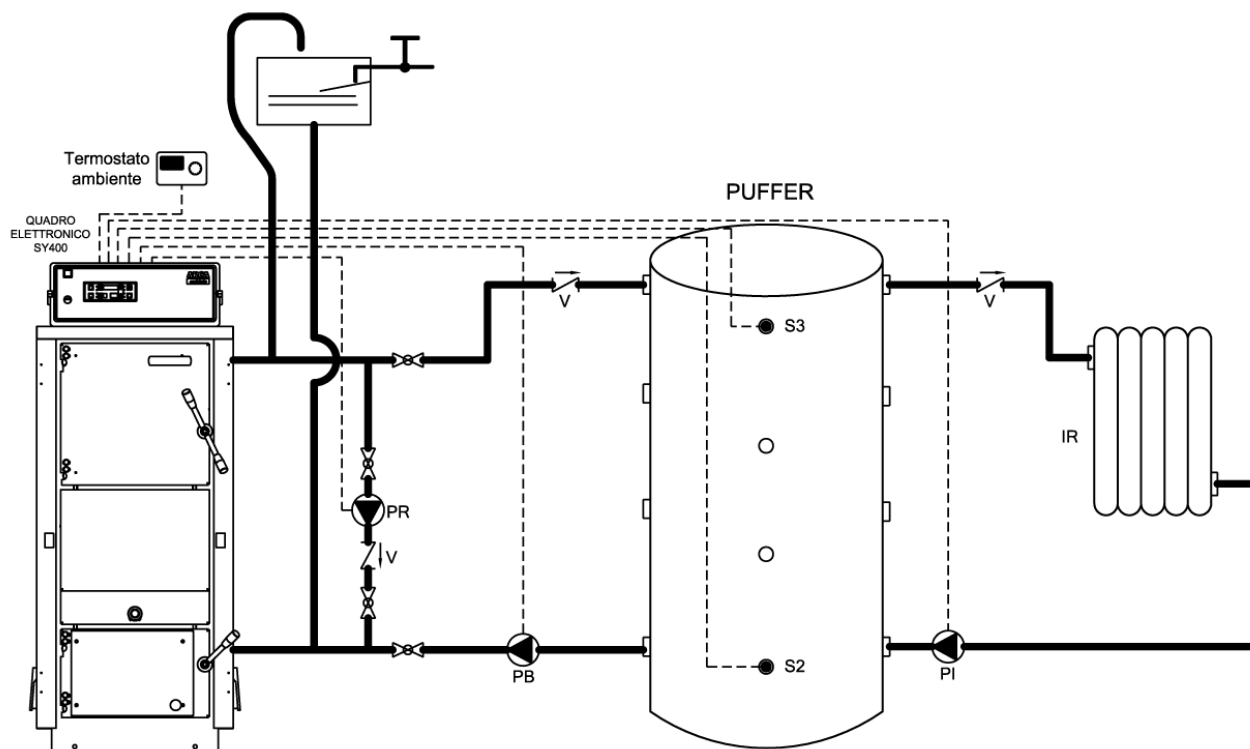 Termostato
ambiente
QUADRO
ELETTRONICO
SY400
PUFFER
V
V
S3
IR
PR
V
S2
PB
PI